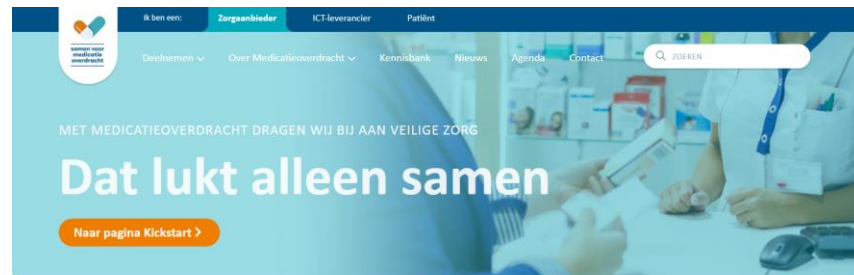 Ik ben een: Zorgaanbieder ICT-leverancier Patiënt
samen voor
medicatie
overdracht
Deelnemen Over Medicatieoverdracht Kennisbank Nieuws Agenda Contact ZOEKEN
MET MEDICATIEOVERDRACHT DRAGEN WIJ BIJ AAN VEILIGE ZORG
Dat lukt alleen samen
Naar pagina Kickstart >